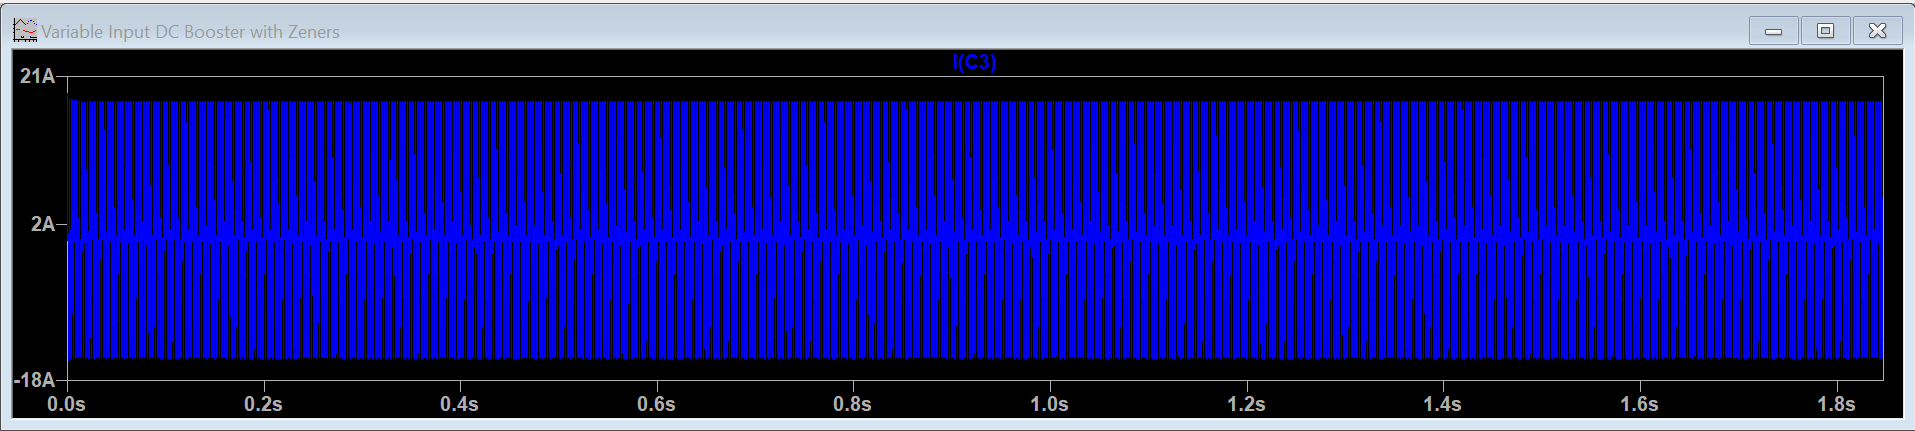 Variable Input DC Booster with Zeners
I(C3)
21A
2A
-18A
0.0s 0.2s 0.4s 0.6s 0.8s 1.0s 1.2s 1.4s 1.6s 1.8s